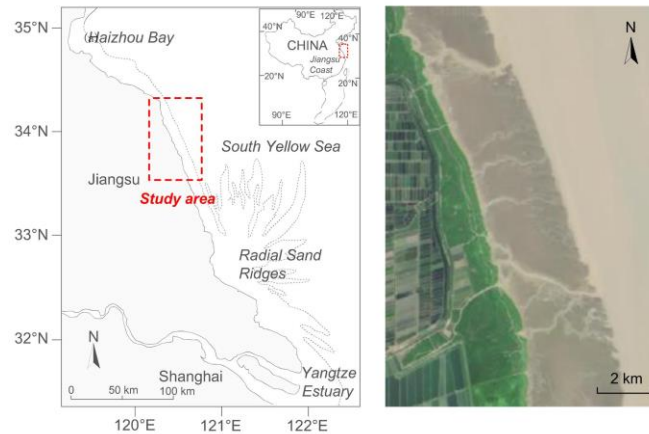 35°N
34°N
33°N
32°N
120°E
121°E
122°E
Haizhou Bay
South Yellow Sea
Jiangsu
Study area
Radial Sand
Ridges
N
0 50 km 100 km
Shanghai
Yangtze
Estuary
90°E
120°E
40°N
40°N
CHINA
Jiangsu
Coast
20°N
20°N
90°E
120°E
N
2 km